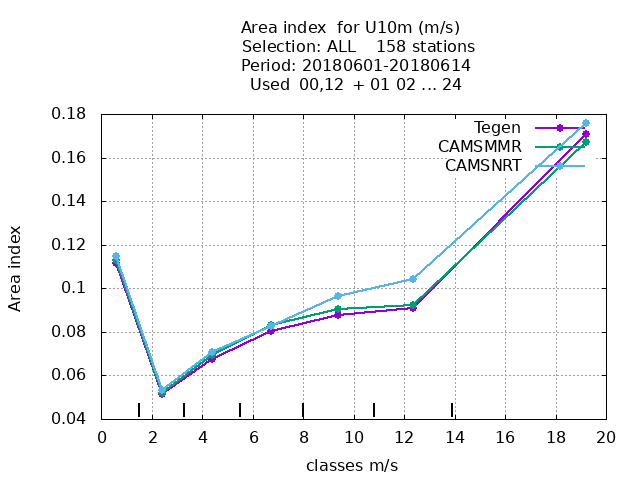 Area index  for U10m (m/s)
Selection: ALL    158 stations
Period: 20180601-20180614
Used  00,12  + 01 02 ... 24
0.18
0.16
0.14
0.12
0.1
0.08
0.06
0.04
Area index
Tegen
CAMSMMR
CAMSNRT
0 2 4 6 8 10 12 14 16 18 20
classes m/s